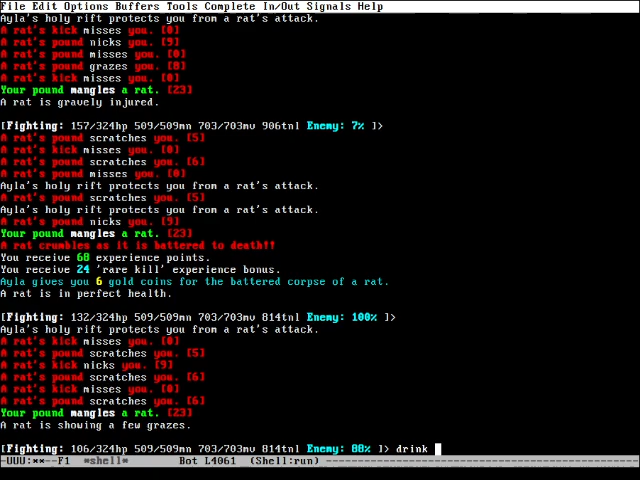 File Edit Options Buffers Tools Complete In/Out Signals Help
Ayla's holy rift protects you from a rat's attack.
A rat's kick misses you. [0]
A rat's pound nicks you. [9]
A rat's pound misses you. [0]
A rat's pound grazes you. [8]
A rat's kick misses you. [0]
Your pound mangles a rat. [23]
A rat is gravely injured.
[Fighting: 157/324hp 509/509mn 703/703mv 906tnl Enemy: 7% ]>
A rat's pound scratches you. [5]
A rat's kick misses you. [0]
A rat's pound scratches you. [6]
A rat's pound misses you. [0]
Ayla's holy rift protects you from a rat's attack.
A rat's pound scratches you. [5]
Ayla's holy rift protects you from a rat's attack.
A rat's pound nicks you. [9]
Your pound mangles a rat. [23]
A rat crumbles as it is battered to death!!
You receive 68 experience points.
You receive 24 'rare kill' experience bonus.
Ayla gives you 6 gold coins for the battered corpse of a rat.
A rat is in perfect health.
[Fighting: 132/324hp 509/509mn 703/703mv 814tnl Enemy: 100% ]>
Ayla's holy rift protects you from a rat's attack.
A rat's kick misses you. [0]
A rat's pound scratches you. [5]
A rat's kick nicks you. [9]
A rat's pound scratches you. [6]
A rat's kick misses you. [0]
A rat's pound scratches you. [6]
Your pound mangles a rat. [23]
A rat is showing a few grazes.
[Fighting: 106/324hp 509/509mn 703/703mv 814tnl Enemy: 88% ]> drink
-UUU:**--F1 *shell* Bot L4061 (Shell:run)